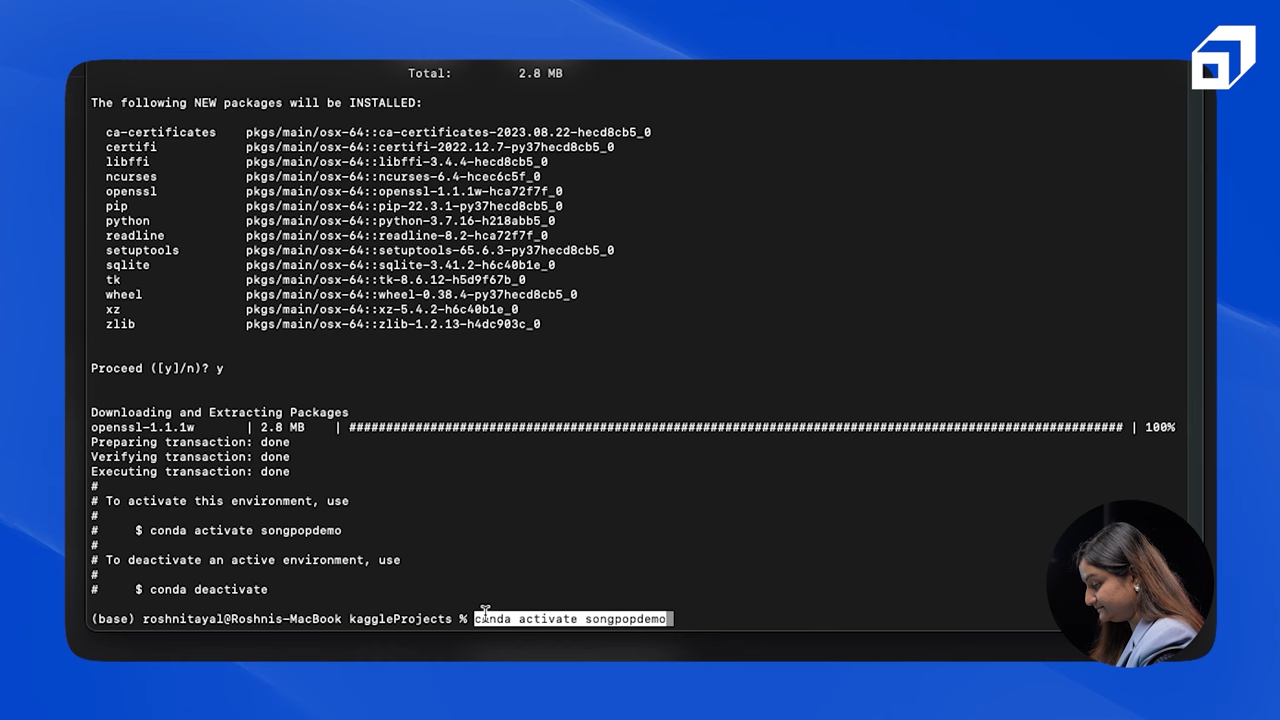 Total: 2.8 MB
The following NEW packages will be INSTALLED:
ca-certificates pkgs/main/osx-64::ca-certificates-2023.08.22-hecd8cb5_0
certifi pkgs/main/osx-64::certifi-2022.12.7-py37hecd8cb5_0
libffi pkgs/main/osx-64::libffi-3.4.4-hecd8cb5_0
ncurses pkgs/main/osx-64::ncurses-6.4-hcec6c5f_0
openssl pkgs/main/osx-64::openssl-1.1.1w-hca72f7f_0
pip pkgs/main/osx-64::pip-22.3.1-py37hecd8cb5_0
python pkgs/main/osx-64::python-3.7.16-h218abb5_0
readline pkgs/main/osx-64::readline-8.2-hca72f7f_0
setuptools pkgs/main/osx-64::setuptools-65.6.3-py37hecd8cb5_0
sqlite pkgs/main/osx-64::sqlite-3.41.2-h6c40b1e_0
tk pkgs/main/osx-64::tk-8.6.12-h5d9f67b_0
wheel pkgs/main/osx-64::wheel-0.38.4-py37hecd8cb5_0
xz pkgs/main/osx-64::xz-5.4.2-h6c40b1e_0
zlib pkgs/main/osx-64::zlib-1.2.13-h4dc903c_0
Proceed ([y]/n)? y
Downloading and Extracting Packages
openssl-1.1.1w | 2.8 MB | ######################################################################################################### | 100%
Preparing transaction: done
Verifying transaction: done
Executing transaction: done
#
# To activate this environment, use
#
# $ conda activate songpopdemo
#
# To deactivate an active environment, use
#
# $ conda deactivate
(base) roshnitayal@Roshnis-MacBook kaggleProjects % conda activate songpopdemo